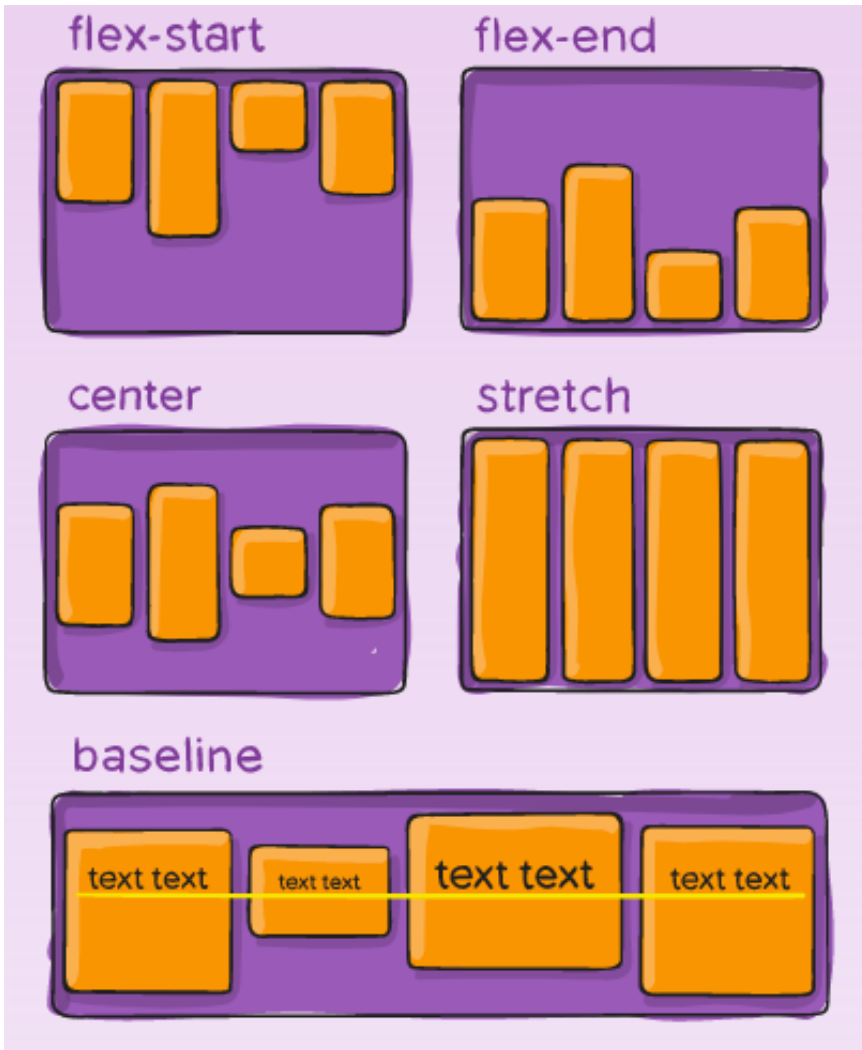 flex-start
flex-end
center
stretch
baseline
text text
text text
text text
text text